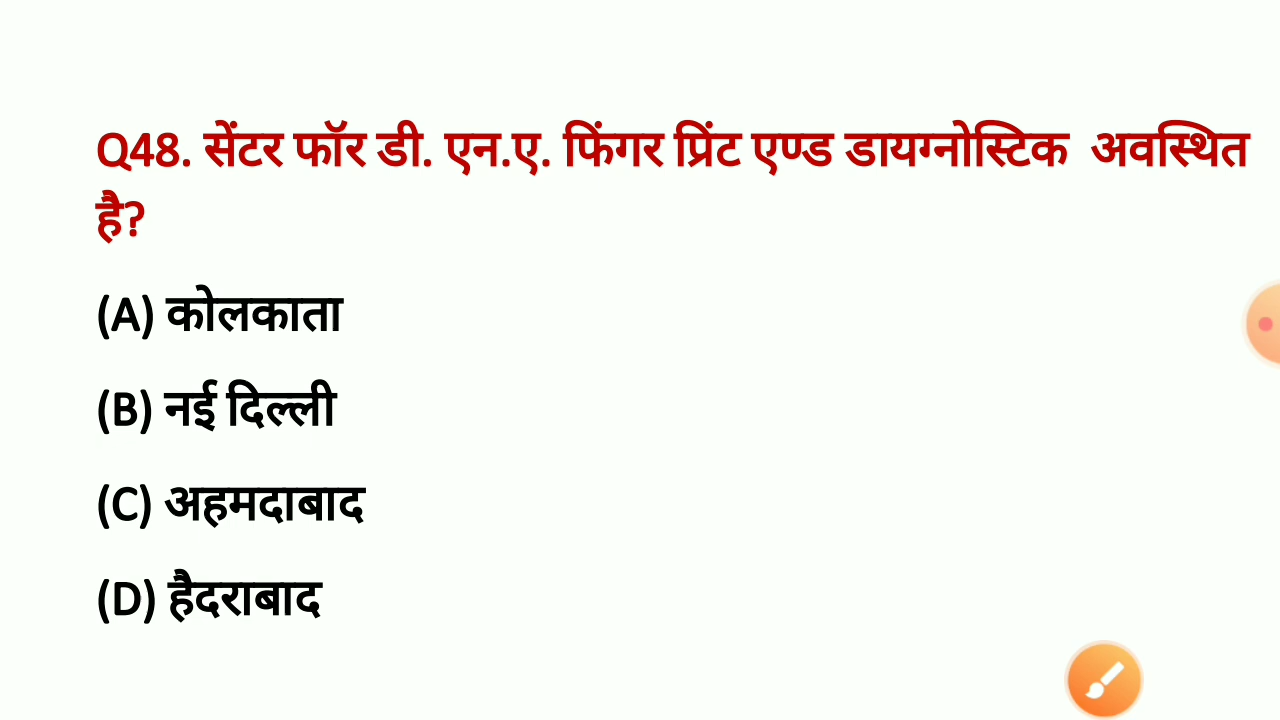 Q48. सेंटर फॉर डी. एन.ए. फिंगर प्रिंट एण्ड डायग्नोस्टिक अवस्थित
है?
(A) कोलकाता
(B) नई दिल्ली
(C) अहमदाबाद
(D) हैदराबाद